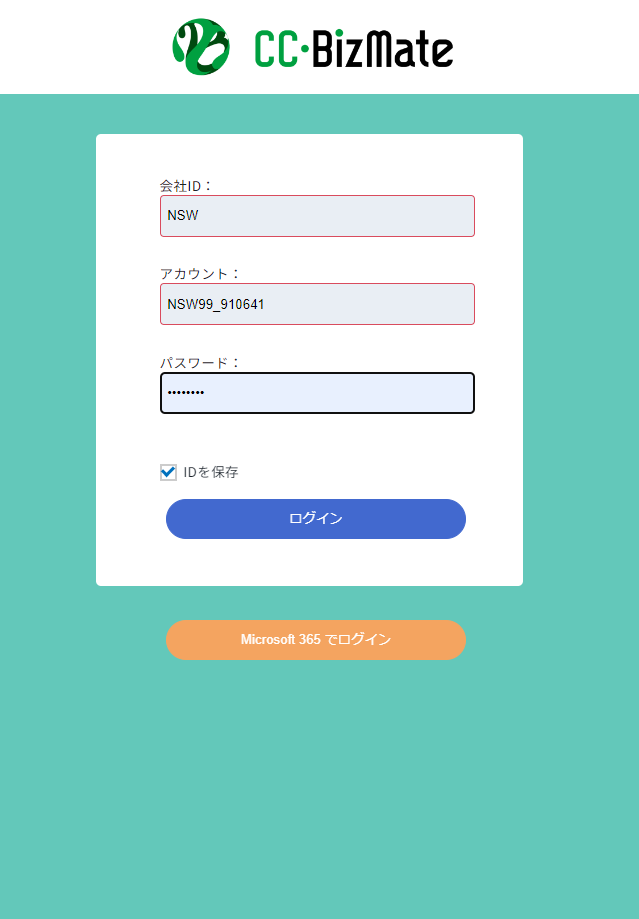 CC·BizMate
会社ID：
NSW
アカウント：
NSW99_910641
パスワード：
••••••••
IDを保存
ログイン
Microsoft 365 でログイン